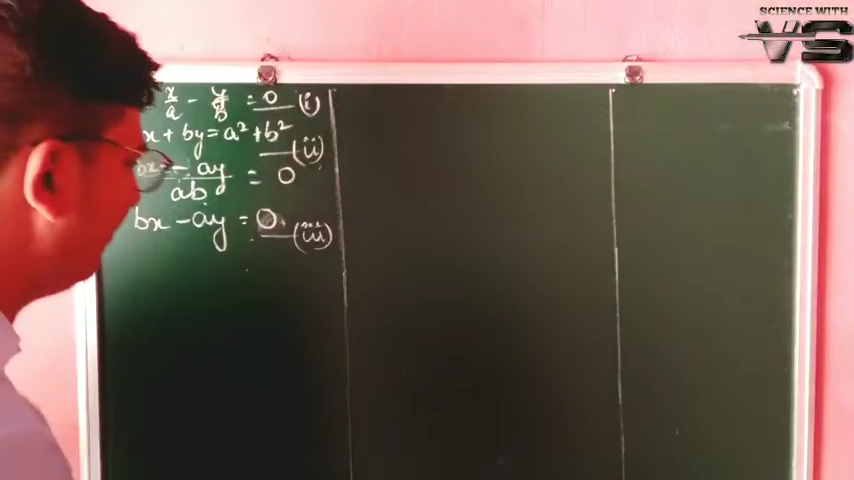 SCIENCE WITH
VS
x/a - y/b = 0 —(i)
x + by = a² + b² —(ii)
bx - ay / ab = 0
bx - ay = 0 —(iii)